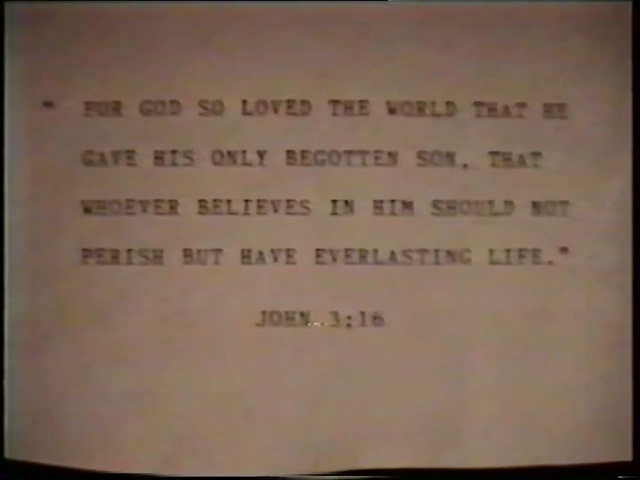 " FOR GOD SO LOVED THE WORLD THAT HE
GAVE HIS ONLY BEGOTTEN SON, THAT
WHOEVER BELIEVES IN HIM SHOULD NOT
PERISH BUT HAVE EVERLASTING LIFE."
JOHN 3:16